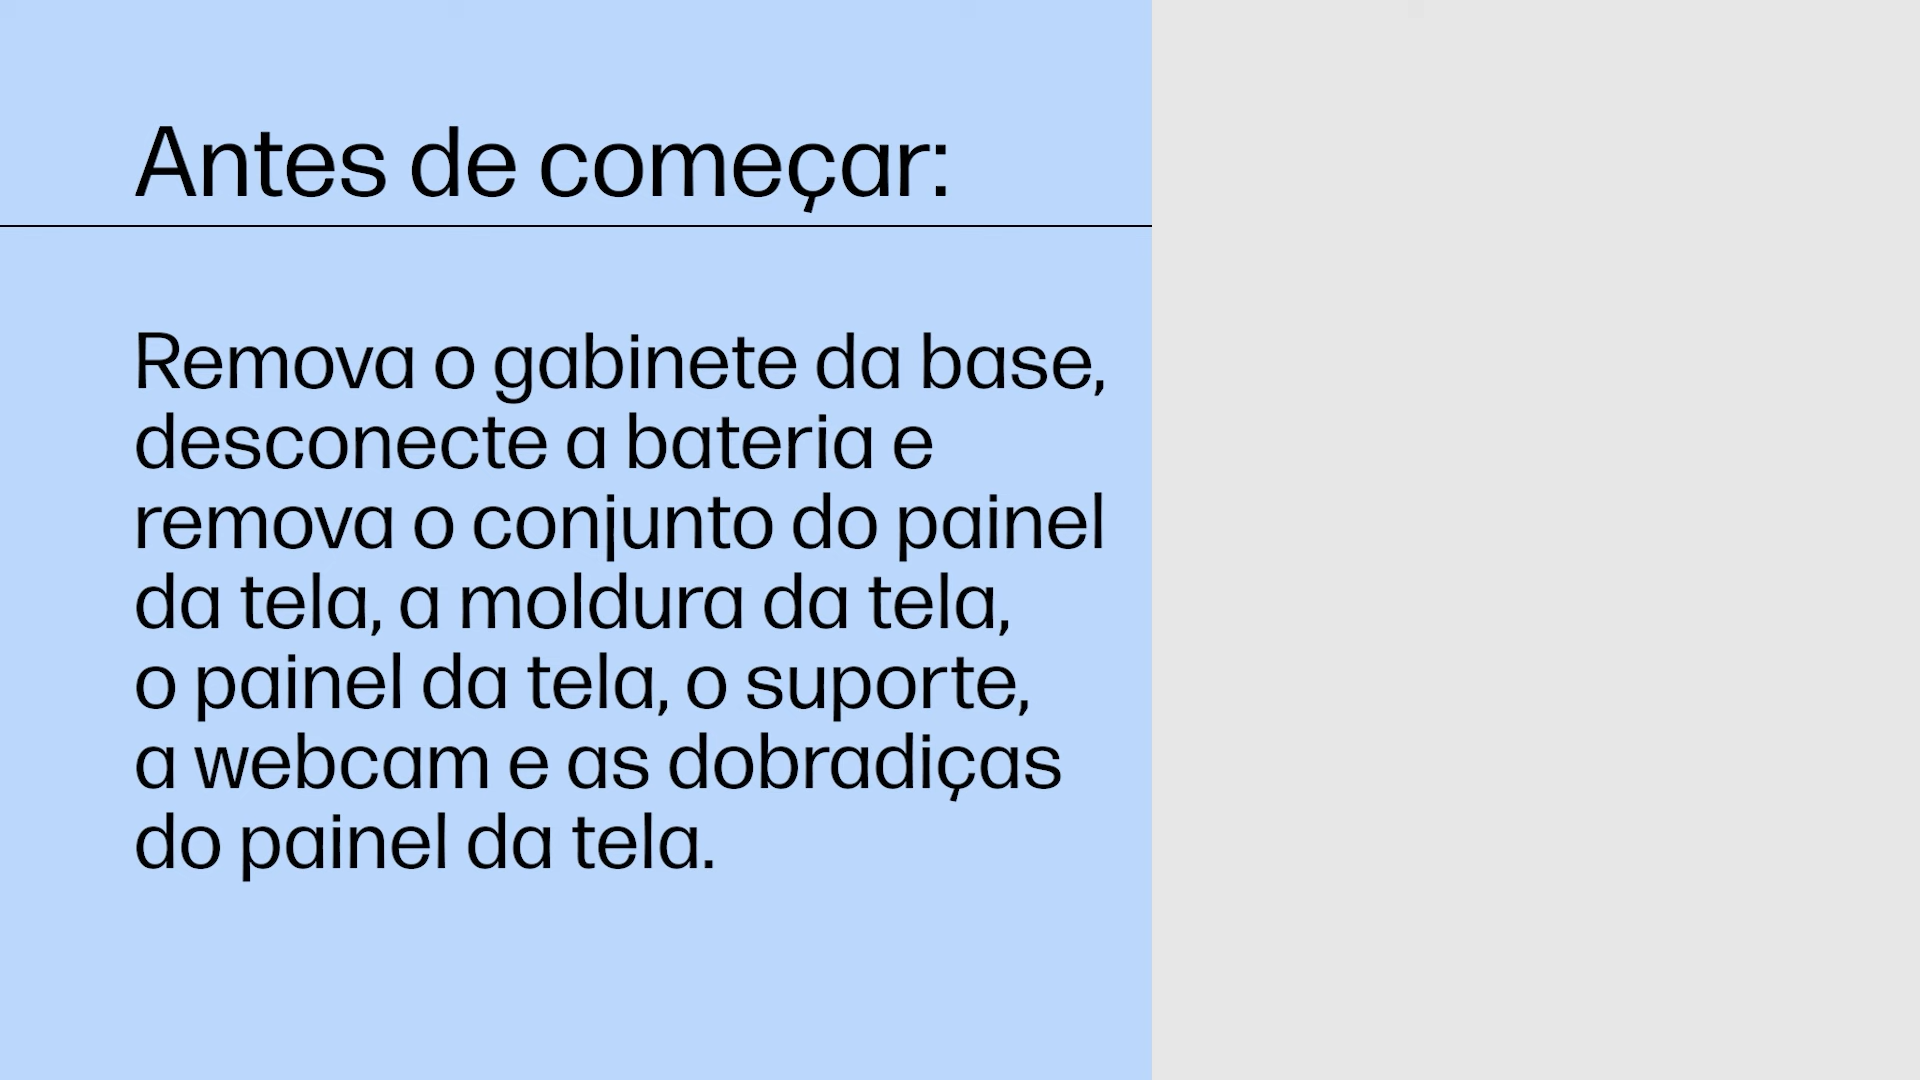 Antes de começar:
Remova o gabinete da base,
desconecte a bateria e
remova o conjunto do painel
da tela, a moldura da tela,
o painel da tela, o suporte,
a webcam e as dobradiças
do painel da tela.